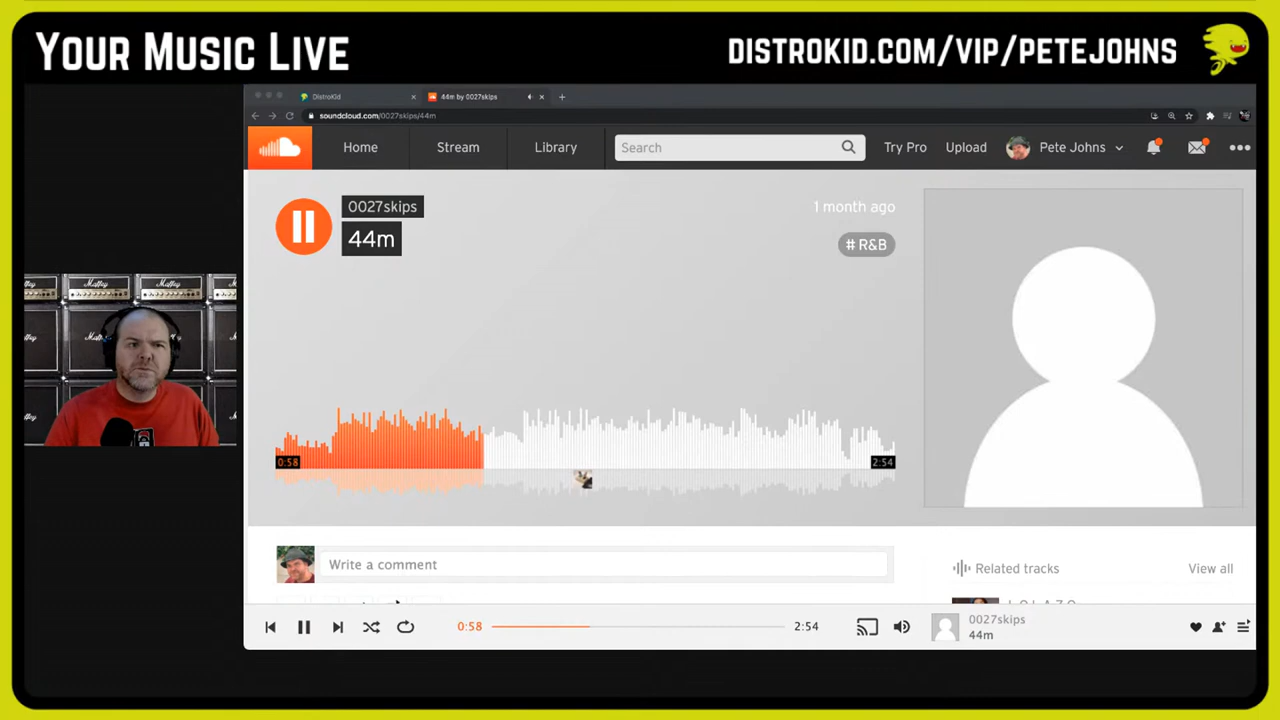 YOUR MUSIC LIVE
DISTROKID.COM/VIP/PETEJOHNS
DistroKid
44m by 0027skips
soundcloud.com/0027skips/44m
Home
Stream
Library
Search
Try Pro
Upload
Pete Johns
0027skips
44m
1 month ago
# R&B
0:58
2:54
Write a comment
Related tracks
View all
0:58
2:54
0027skips
44m